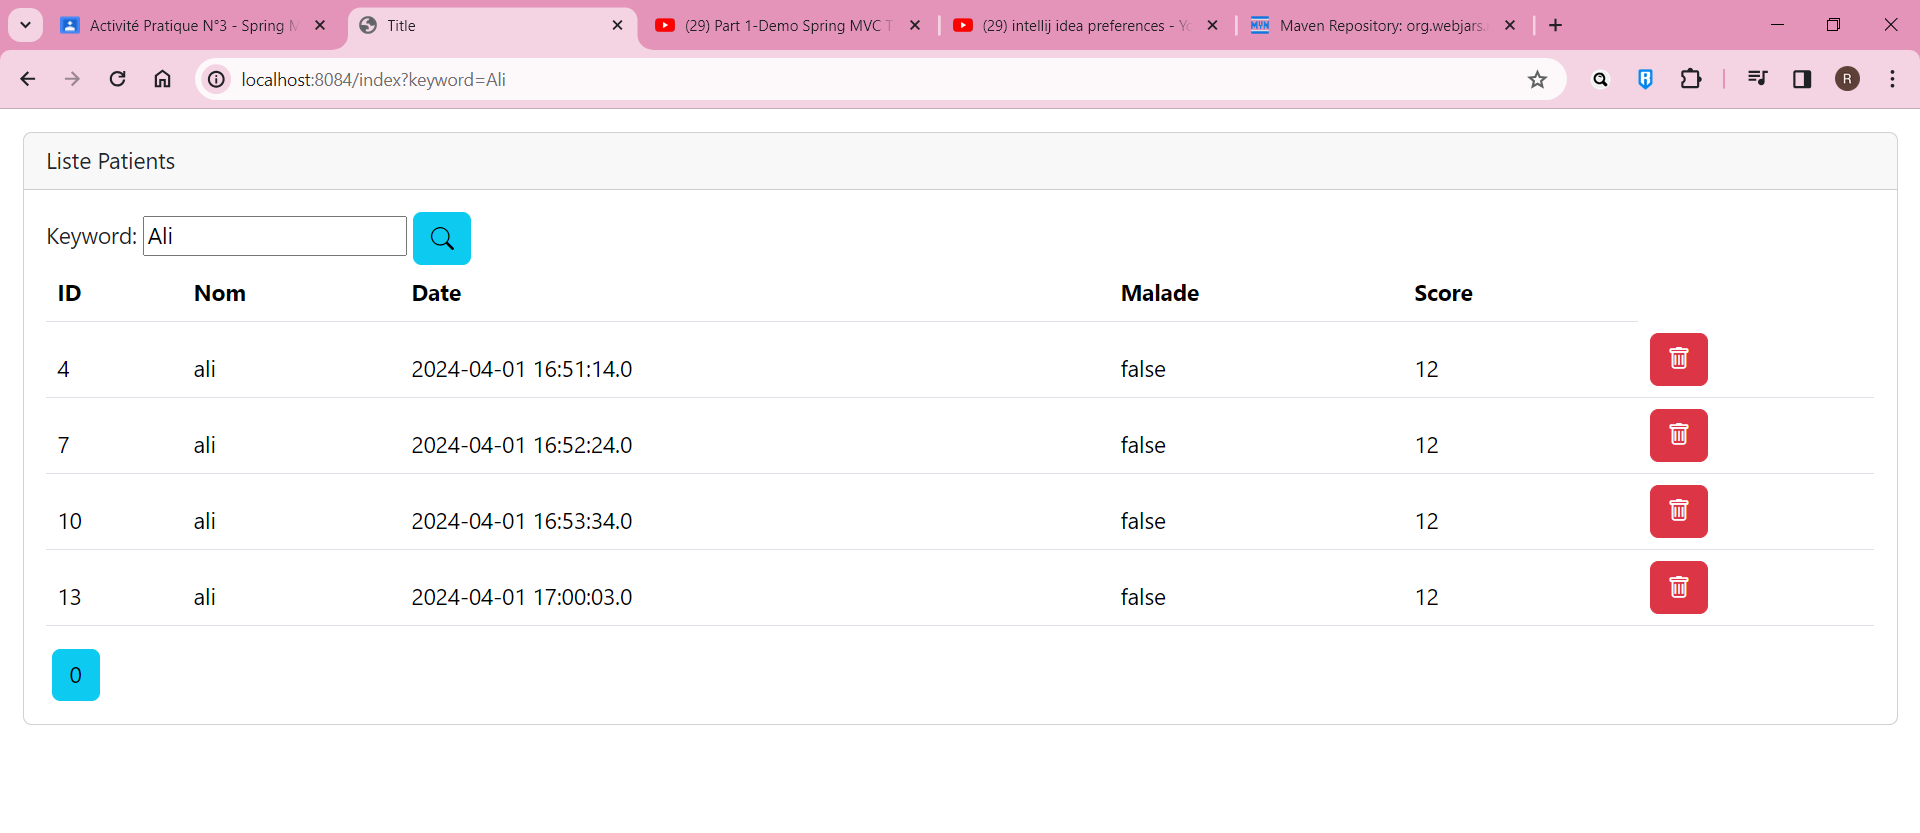 Activité Pratique N°3 - Spring
Title
(29) Part 1-Demo Spring MVC
(29) intellij idea preferences -
Maven Repository: org.webjars.
localhost:8084/index?keyword=Ali
R
Liste Patients
Keyword: Ali
ID Nom Date Malade Score
4 ali 2024-04-01 16:51:14.0 false 12
7 ali 2024-04-01 16:52:24.0 false 12
10 ali 2024-04-01 16:53:34.0 false 12
13 ali 2024-04-01 17:00:03.0 false 12
0